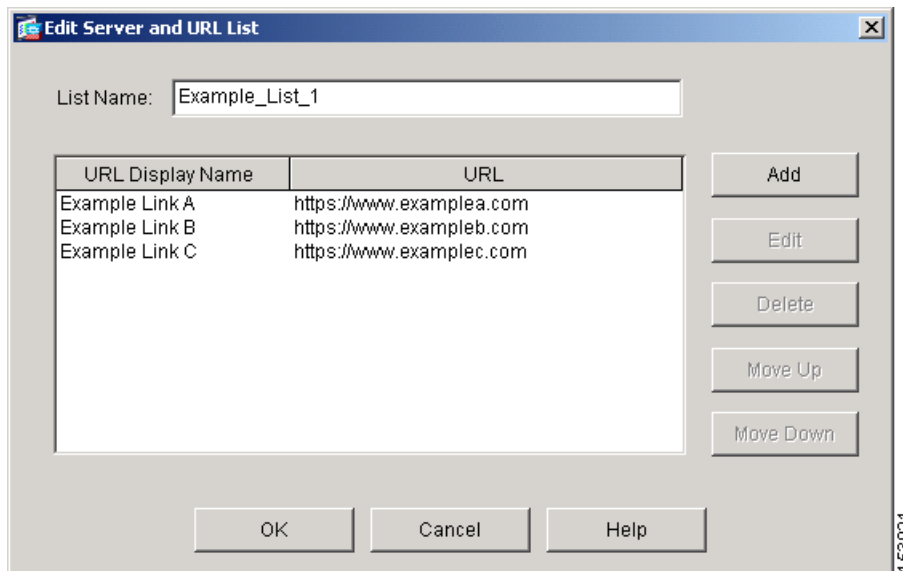 Edit Server and URL List
List Name: Example_List_1
URL Display Name URL
Example Link A https://www.examplea.com
Example Link B https://www.exampleb.com
Example Link C https://www.examplec.com
Add
Edit
Delete
Move Up
Move Down
OK Cancel Help